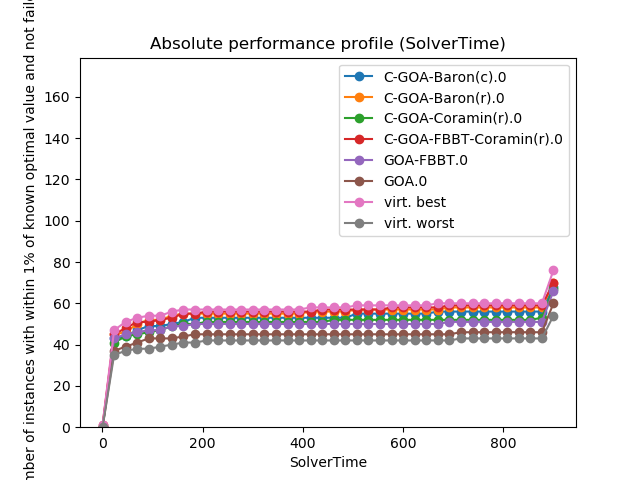 Absolute performance profile (SolverTime)
mber of instances with within 1% of known optimal value and not
160
140
120
100
80
60
40
20
0
C-GOA-Baron(c).0
C-GOA-Baron(r).0
C-GOA-Coramin(r).0
C-GOA-FBBT-Coramin(r).0
GOA-FBBT.0
GOA.0
virt. best
virt. worst
0 200 400 600 800
SolverTime